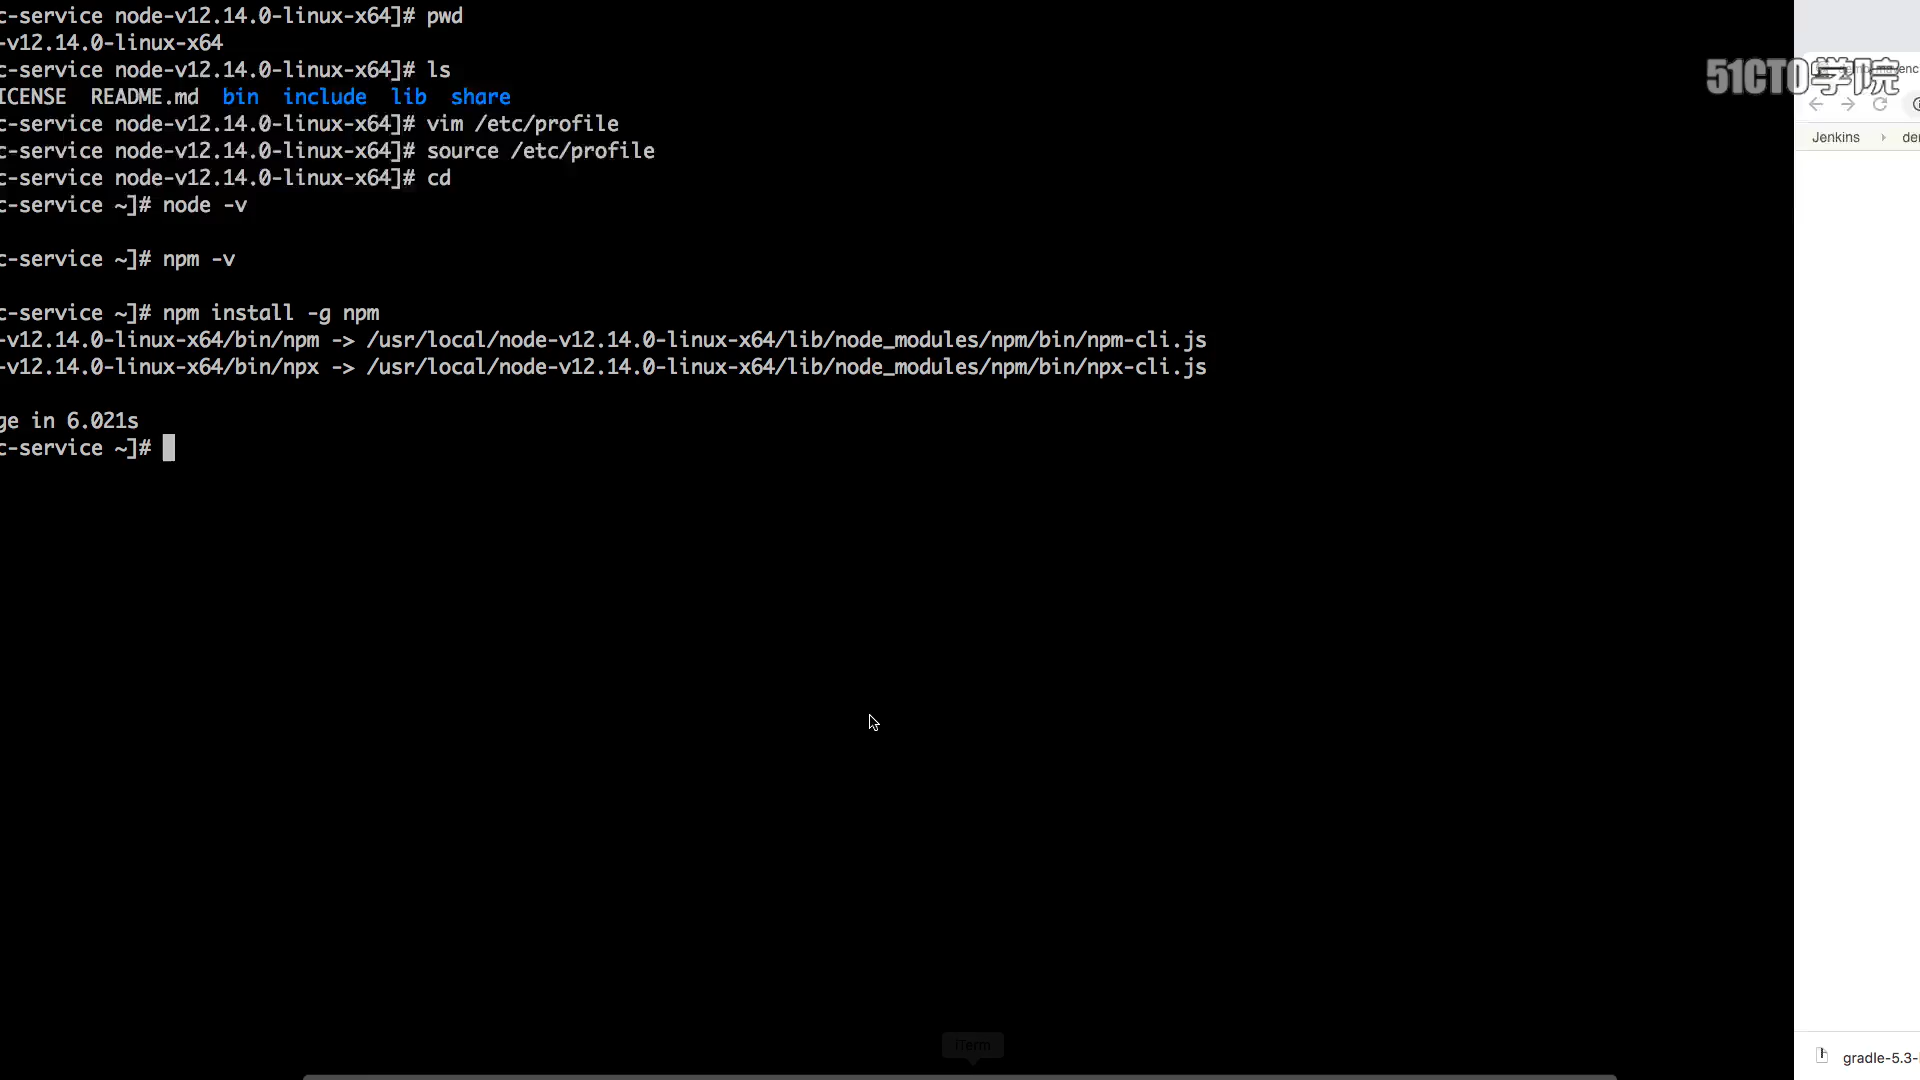 c-service node-v12.14.0-linux-x64]# pwd
-v12.14.0-linux-x64
c-service node-v12.14.0-linux-x64]# ls
ICENSE README.md bin include lib share
c-service node-v12.14.0-linux-x64]# vim /etc/profile
c-service node-v12.14.0-linux-x64]# source /etc/profile
c-service node-v12.14.0-linux-x64]# cd
c-service ~]# node -v
c-service ~]# npm -v
c-service ~]# npm install -g npm
-v12.14.0-linux-x64/bin/npm -> /usr/local/node-v12.14.0-linux-x64/lib/node_modules/npm/bin/npm-cli.js
-v12.14.0-linux-x64/bin/npx -> /usr/local/node-v12.14.0-linux-x64/lib/node_modules/npm/bin/npx-cli.js
ge in 6.021s
c-service ~]#
51CTO学院
Jenkins
der
iTerm
gradle-5.3-